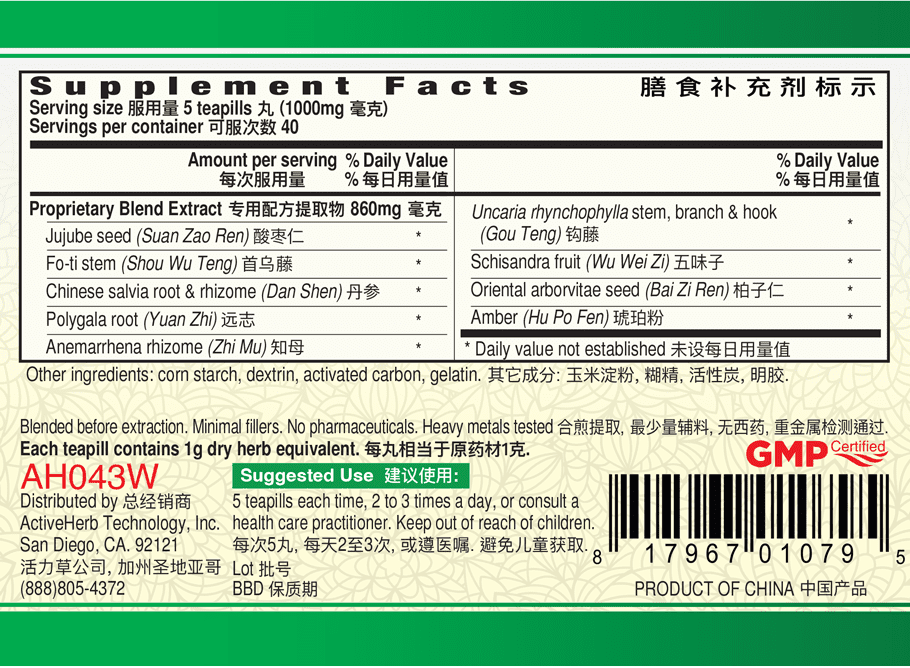 Supplement Facts 膳食补充剂标示
Serving size 服用量 5 teapills 丸 (1000mg 毫克)
Servings per container 可服次数 40
Amount per serving % Daily Value
每次服用量 % 每日用量值
Proprietary Blend Extract 专用配方提取物 860mg 毫克
Jujube seed (Suan Zao Ren) 酸枣仁 *
Fo-ti stem (Shou Wu Teng) 首乌藤 *
Chinese salvia root & rhizome (Dan Shen) 丹参 *
Polygala root (Yuan Zhi) 远志 *
Anemarrhena rhizome (Zhi Mu) 知母 *
% Daily Value
% 每日用量值
Uncaria rhynchophylla stem, branch & hook
(Gou Teng) 钩藤 *
Schisandra fruit (Wu Wei Zi) 五味子 *
Oriental arborvitae seed (Bai Zi Ren) 柏子仁 *
Amber (Hu Po Fen) 琥珀粉 *
* Daily value not established 未设每日用量值
Other ingredients: corn starch, dextrin, activated carbon, gelatin. 其它成分: 玉米淀粉, 糊精, 活性炭, 明胶.
Blended before extraction. Minimal fillers. No pharmaceuticals. Heavy metals tested 合煎提取, 最少量辅料, 无西药, 重金属检测通过.
Each teapill contains 1g dry herb equivalent. 每丸相当于原药材1克.
GMP Certified
AH043W
Distributed by 总经销商
ActiveHerb Technology, Inc.
San Diego, CA. 92121
活力草公司, 加州圣地亚哥
(888)805-4372
Suggested Use 建议使用:
5 teapills each time, 2 to 3 times a day, or consult a
health care practitioner. Keep out of reach of children.
每次5丸, 每天2至3次, 或遵医嘱. 避免儿童获取.
Lot 批号
BBD 保质期
8 17967 01079 5
PRODUCT OF CHINA 中国产品